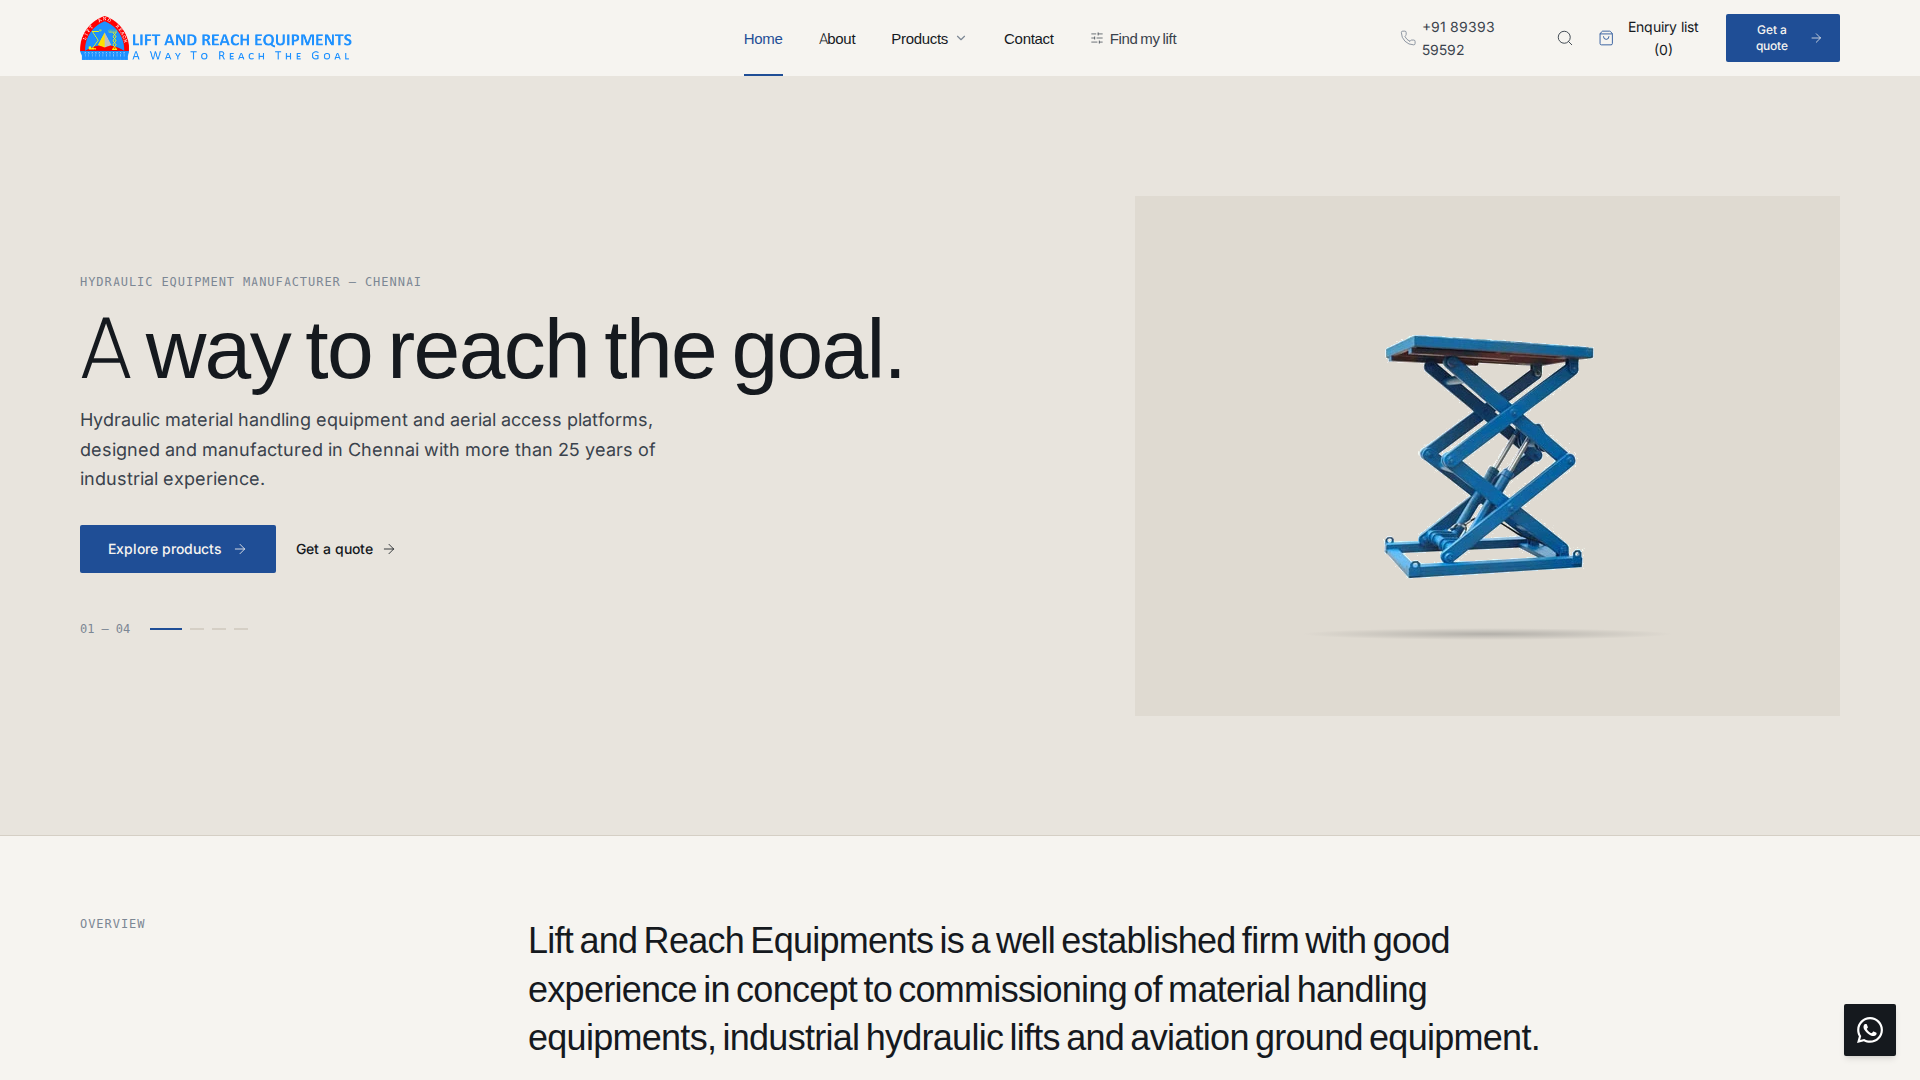 LIFT AND REACH EQUIPMENTS
A WAY TO REACH THE GOAL
Home
About
Products
Contact
Find my lift
+91 89393
59592
Enquiry list
(0)
Get a
quote
HYDRAULIC EQUIPMENT MANUFACTURER — CHENNAI
A way to reach the goal.
Hydraulic material handling equipment and aerial access platforms,
designed and manufactured in Chennai with more than 25 years of
industrial experience.
Explore products
Get a quote
01 — 04
OVERVIEW
Lift and Reach Equipments is a well established firm with good
experience in concept to commissioning of material handling
equipments, industrial hydraulic lifts and aviation ground equipment.